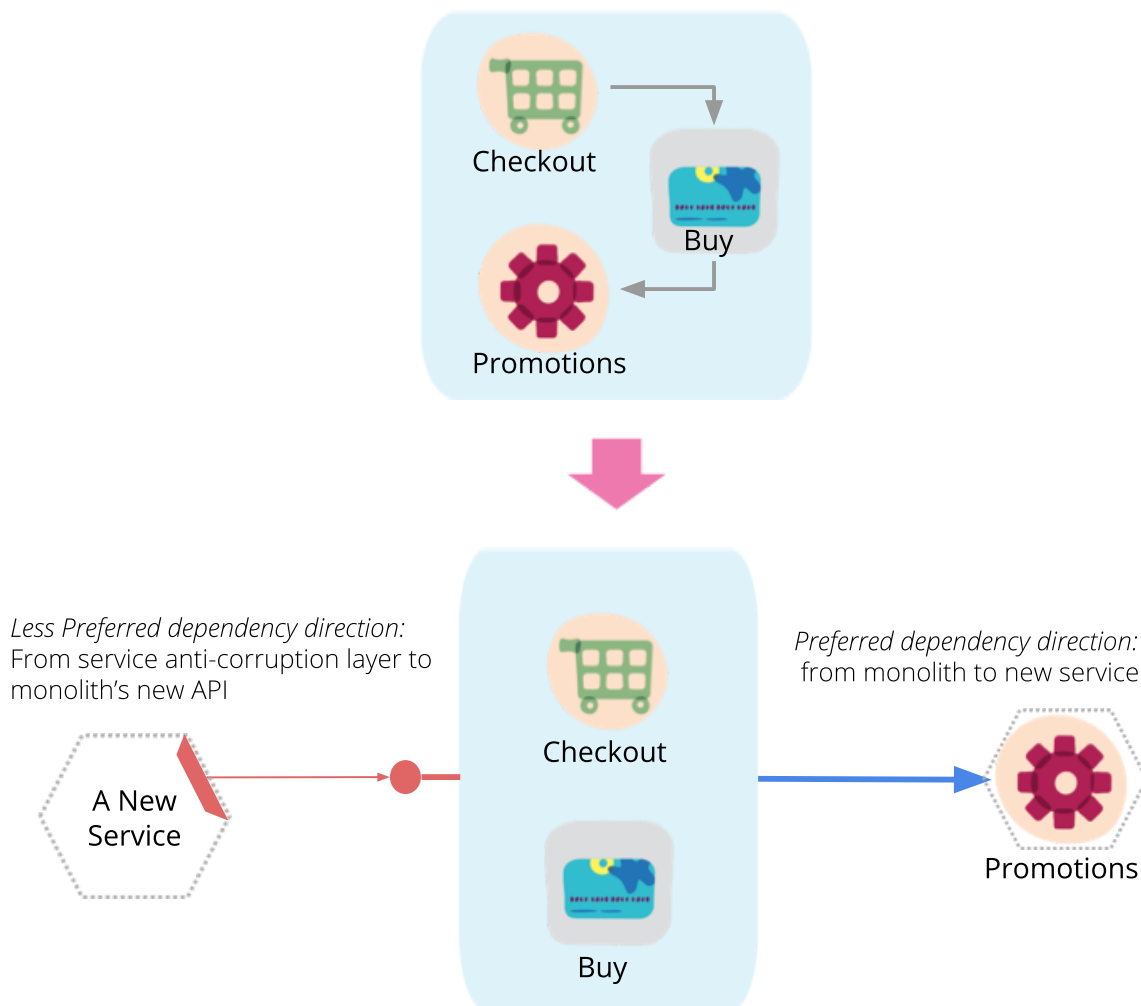 Checkout
Buy
Promotions
Less Preferred dependency direction:
From service anti-corruption layer to
monolith’s new API
Preferred dependency direction:
from monolith to new service
A New
Service
Checkout
Promotions
Buy